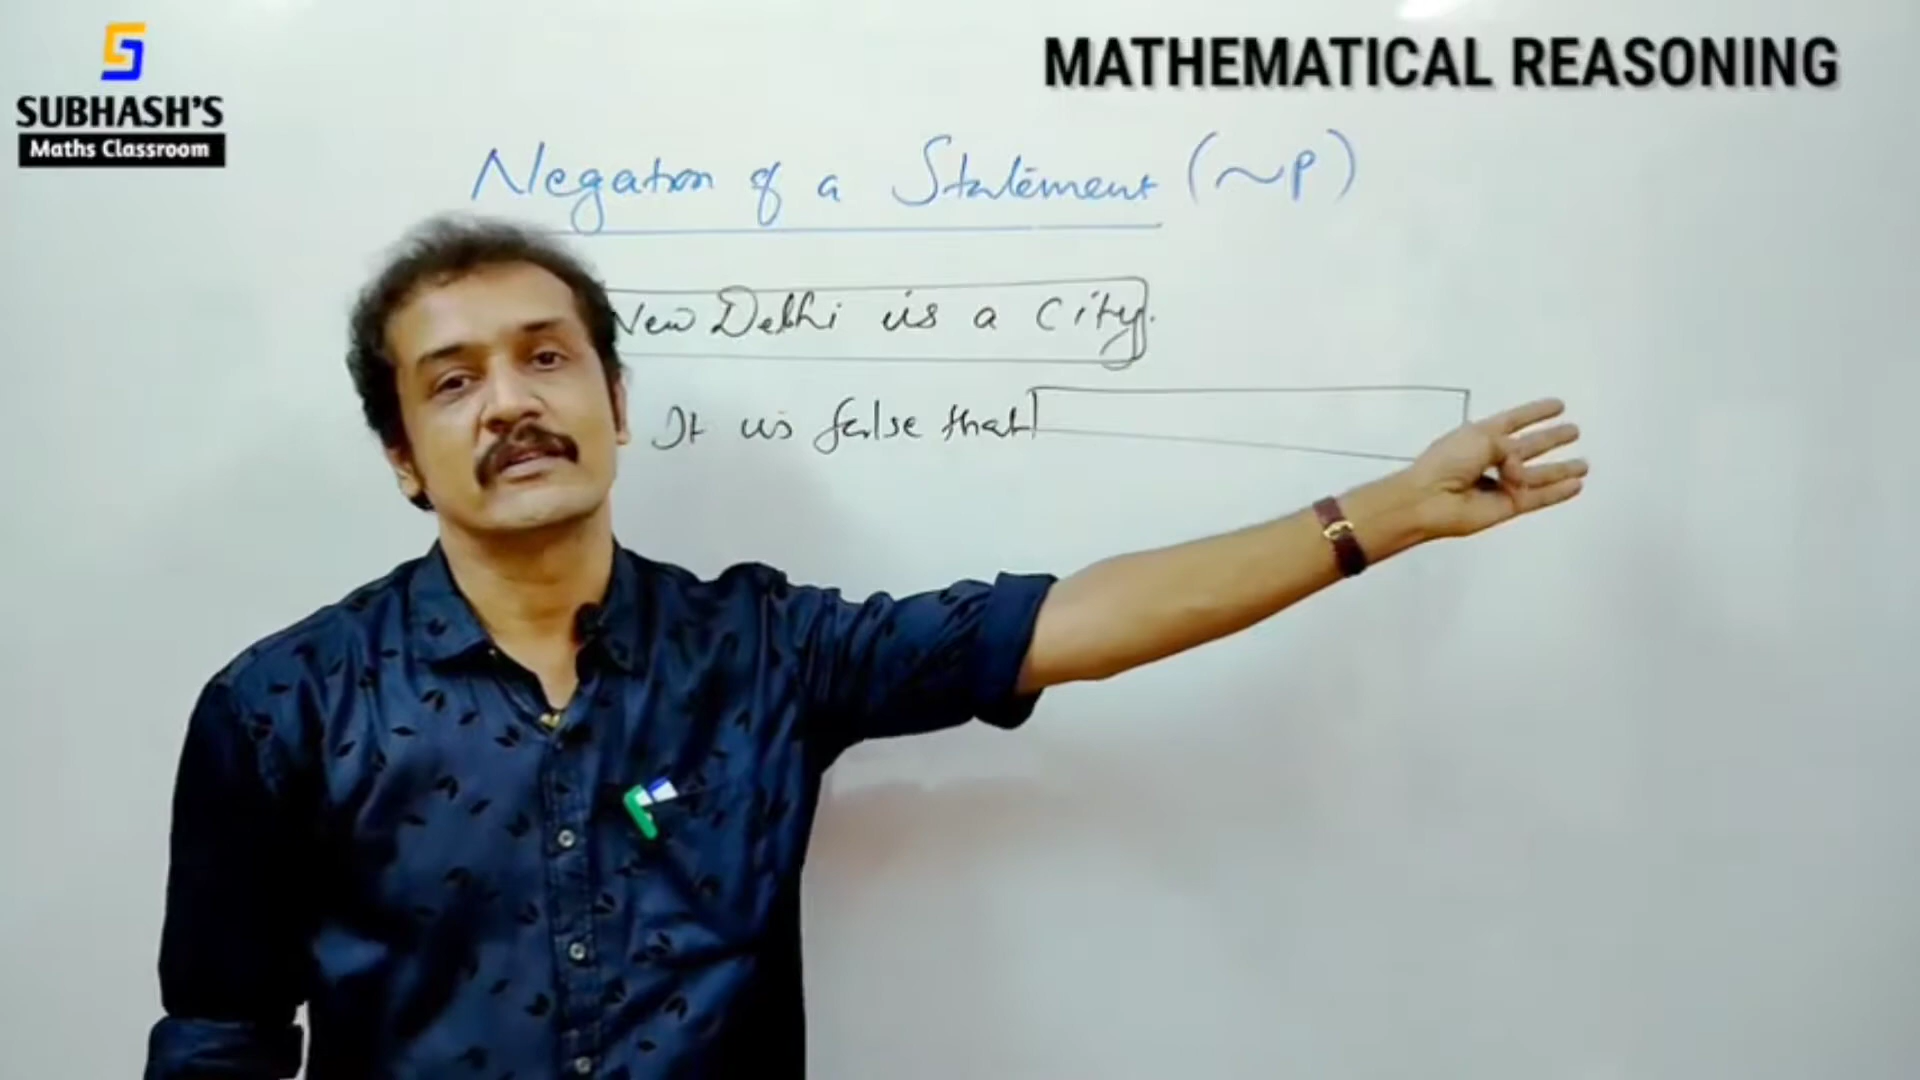 SUBHASH'S
Maths Classroom
MATHEMATICAL REASONING
Negation of a Statement (~p)
New Delhi is a City.
It is false that